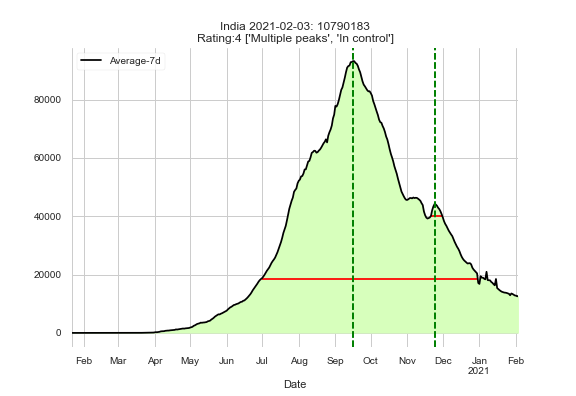 India 2021-02-03: 10790183
Rating:4 ['Multiple peaks', 'In control']
Average-7d
80000
60000
40000
20000
0
Feb Mar Apr May Jun Jul Aug Sep Oct Nov Dec Jan Feb
2021
Date